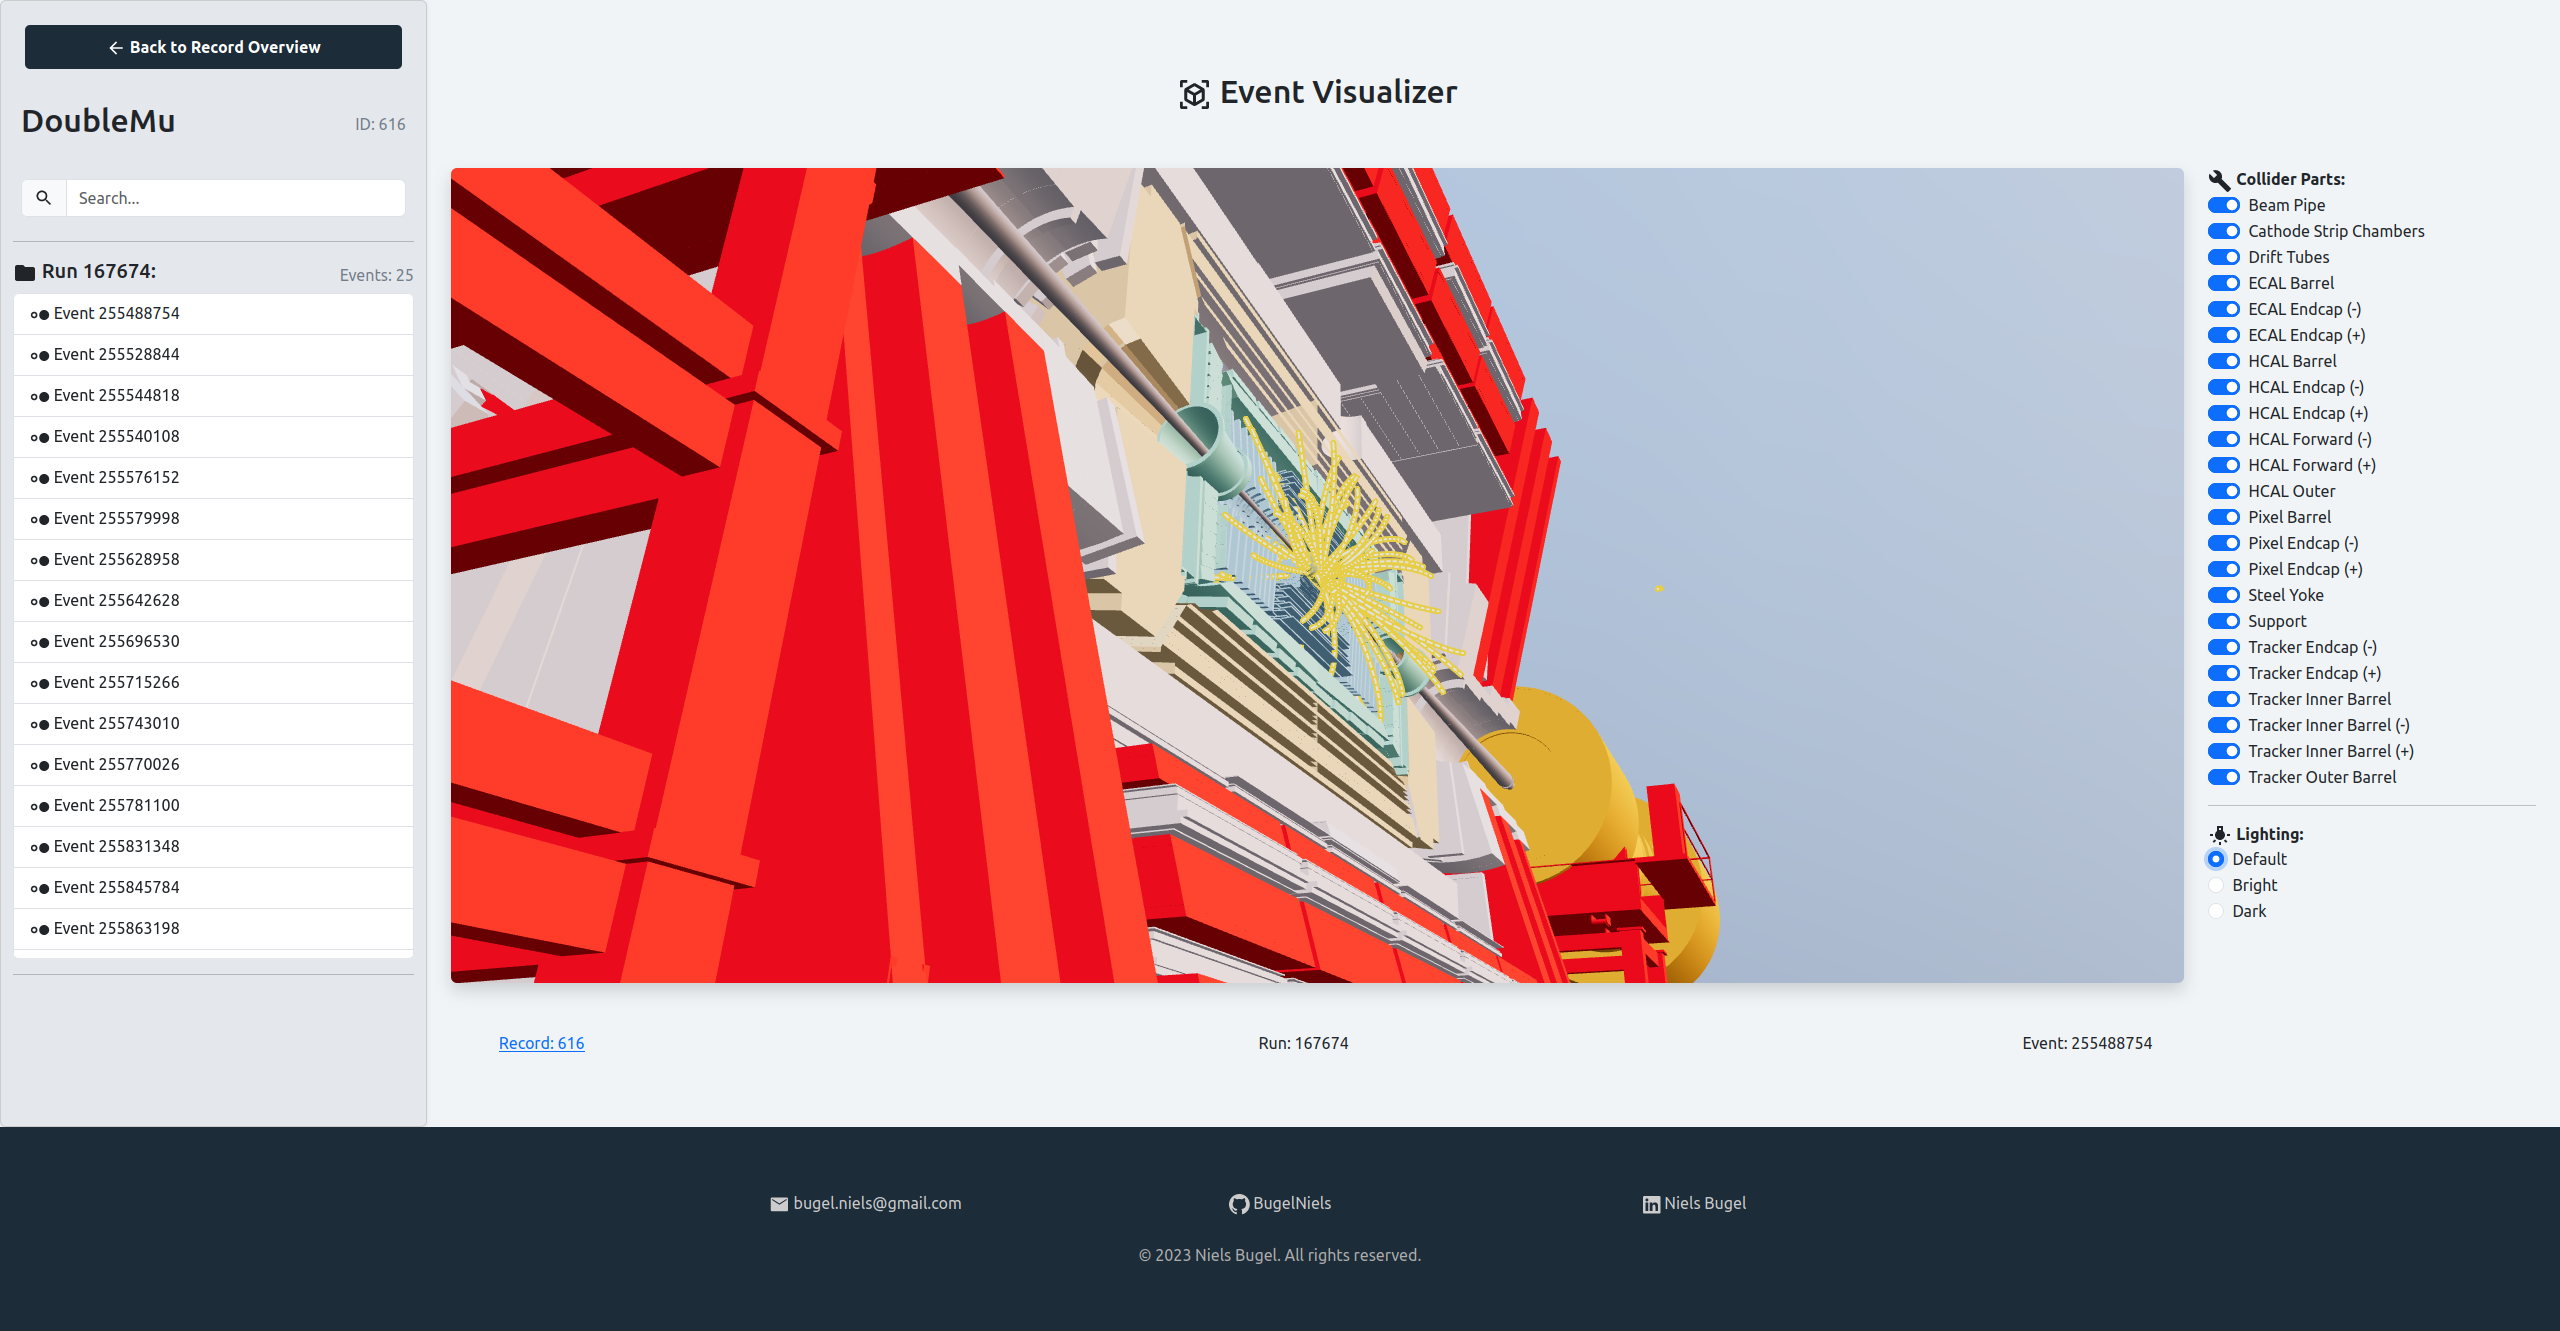 Back to Record Overview
DoubleMu
ID: 616
Search...
Run 167674:
Events: 25
Event 255488754
Event 255528844
Event 255544818
Event 255540108
Event 255576152
Event 255579998
Event 255628958
Event 255642628
Event 255696530
Event 255715266
Event 255743010
Event 255770026
Event 255781100
Event 255831348
Event 255845784
Event 255863198
Event Visualizer
Collider Parts:
Beam Pipe
Cathode Strip Chambers
Drift Tubes
ECAL Barrel
ECAL Endcap (-)
ECAL Endcap (+)
HCAL Barrel
HCAL Endcap (-)
HCAL Endcap (+)
HCAL Forward (-)
HCAL Forward (+)
HCAL Outer
Pixel Barrel
Pixel Endcap (-)
Pixel Endcap (+)
Steel Yoke
Support
Tracker Endcap (-)
Tracker Endcap (+)
Tracker Inner Barrel
Tracker Inner Barrel (-)
Tracker Inner Barrel (+)
Tracker Outer Barrel
Lighting:
Default
Bright
Dark
Record: 616
Run: 167674
Event: 255488754
bugel.niels@gmail.com
BugelNiels
Niels Bugel
© 2023 Niels Bugel. All rights reserved.